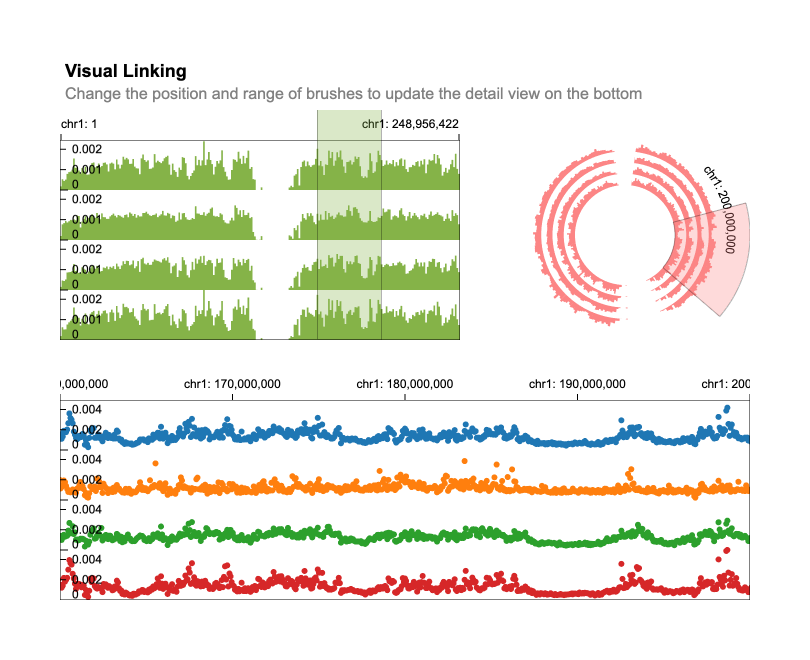 Visual Linking
Change the position and range of brushes to update the detail view on the bottom
chr1: 1
chr1: 248,956,422
0.002
0.001
0
0.002
0.001
0
0.002
0.001
0
0.002
0.001
0
chr1: 200,000,000
0,000,000
chr1: 170,000,000
chr1: 180,000,000
chr1: 190,000,000
chr1: 200
0.004
0.002
0
0.004
0.002
0
0.004
0.002
0
0.004
0.002
0